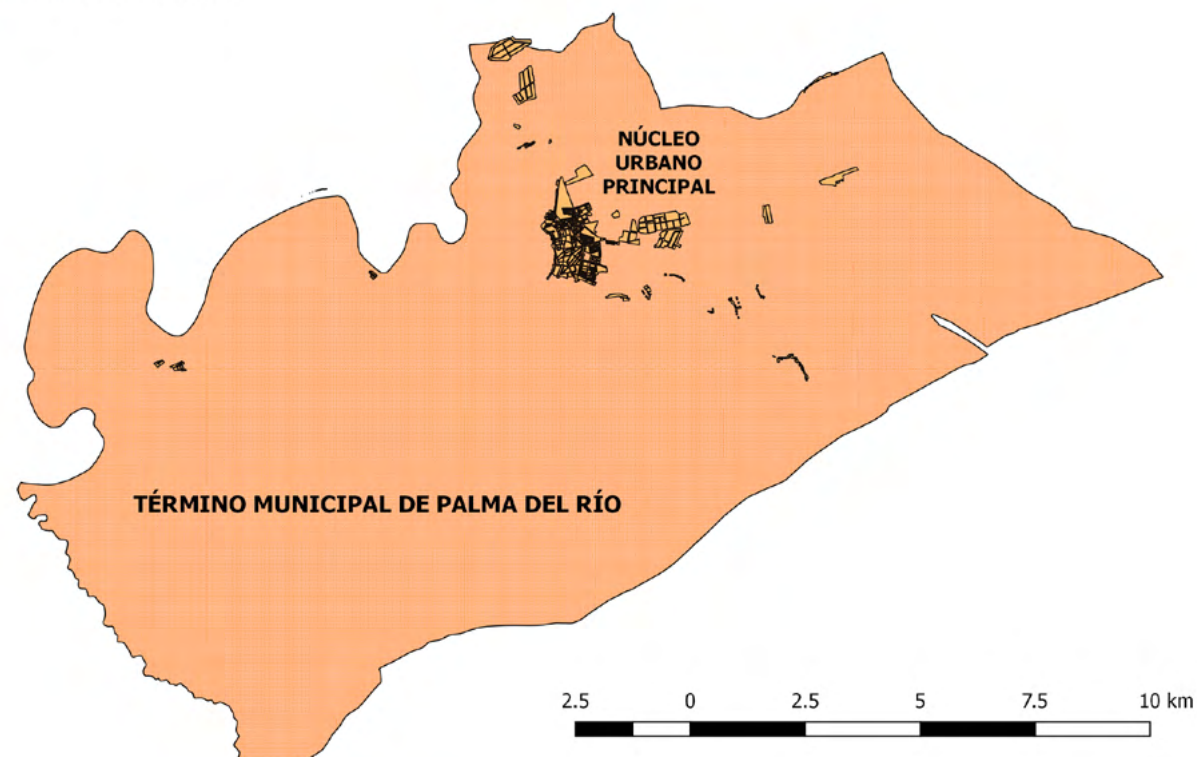 NÚCLEO
URBANO
PRINCIPAL
TÉRMINO MUNICIPAL DE PALMA DEL RÍO
2.5 0 2.5 5 7.5 10 km